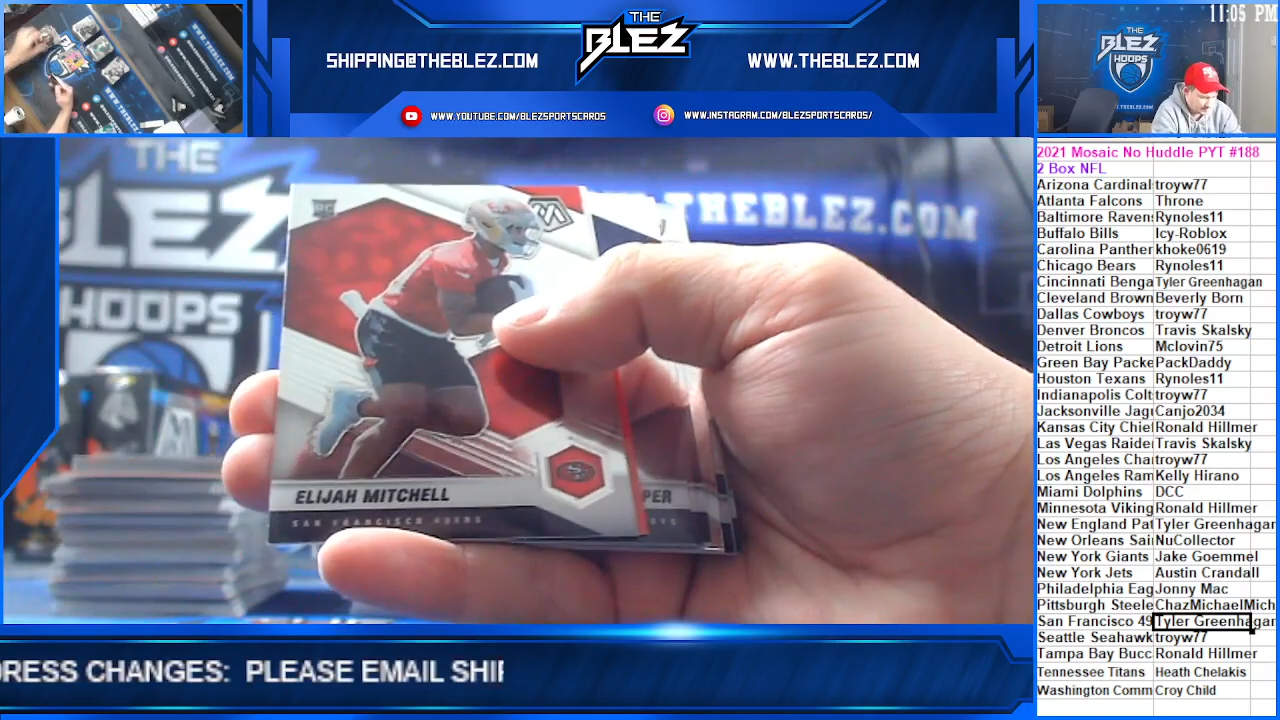 11:05 PM
THE
BLEZ
SHIPPING@THEBLEZ.COM
WWW.THEBLEZ.COM
WWW.YOUTUBE.COM/BLEZSPORTSCARDS
WWW.INSTAGRAM.COM/BLEZSPORTSCARDS/
THE
BLEZ
HOOPS
THE
LEZ
HOOPS
THEBLEZ.COM
RC
ELIJAH MITCHELL
SAN FRANCISCO 49ERS
PER
OYS
DRESS CHANGES: PLEASE EMAIL SHI
2021 Mosaic No Huddle PYT #188
2 Box NFL
Arizona Cardinal troyw77
Atlanta Falcons Throne
Baltimore Raven Rynoles11
Buffalo Bills Icy-Roblox
Carolina Panther khoke0619
Chicago Bears Rynoles11
Cincinnati Benga Tyler Greenhagan
Cleveland Brown Beverly Born
Dallas Cowboys troyw77
Denver Broncos Travis Skalsky
Detroit Lions Mclovin75
Green Bay Packe PackDaddy
Houston Texans Rynoles11
Indianapolis Colt troyw77
Jacksonville Jag Canjo2034
Kansas City Chie Ronald Hillmer
Las Vegas Raide Travis Skalsky
Los Angeles Cha troyw77
Los Angeles Ram Kelly Hirano
Miami Dolphins DCC
Minnesota Viking Ronald Hillmer
New England Pat Tyler Greenhagan
New Orleans Sai NuCollector
New York Giants Jake Goemmel
New York Jets Austin Crandall
Philadelphia Eag Jonny Mac
Pittsburgh Steele ChazMichaelMich
San Francisco 49 Tyler Greenhagan
Seattle Seahawk troyw77
Tampa Bay Bucc Ronald Hillmer
Tennessee Titans Heath Chelakis
Washington Comm Croy Child